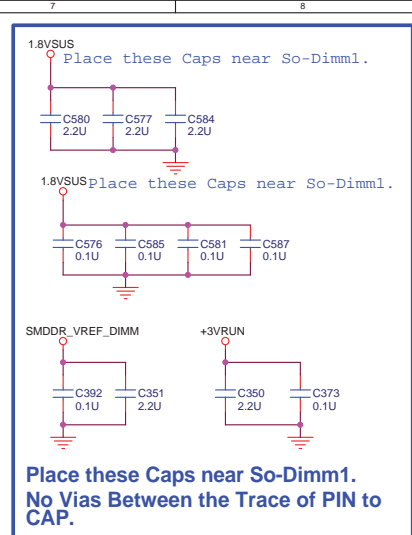 7 8
1.8VSUS
Place these Caps near So-Dimm1.
C580 C577 C584
2.2U 2.2U 2.2U
1.8VSUS
Place these Caps near So-Dimm1.
C576 C585 C581 C587
0.1U 0.1U 0.1U 0.1U
SMDDR_VREF_DIMM +3VRUN
C392 C351 C350 C373
0.1U 2.2U 2.2U 0.1U
Place these Caps near So-Dimm1.
No Vias Between the Trace of PIN to
CAP.